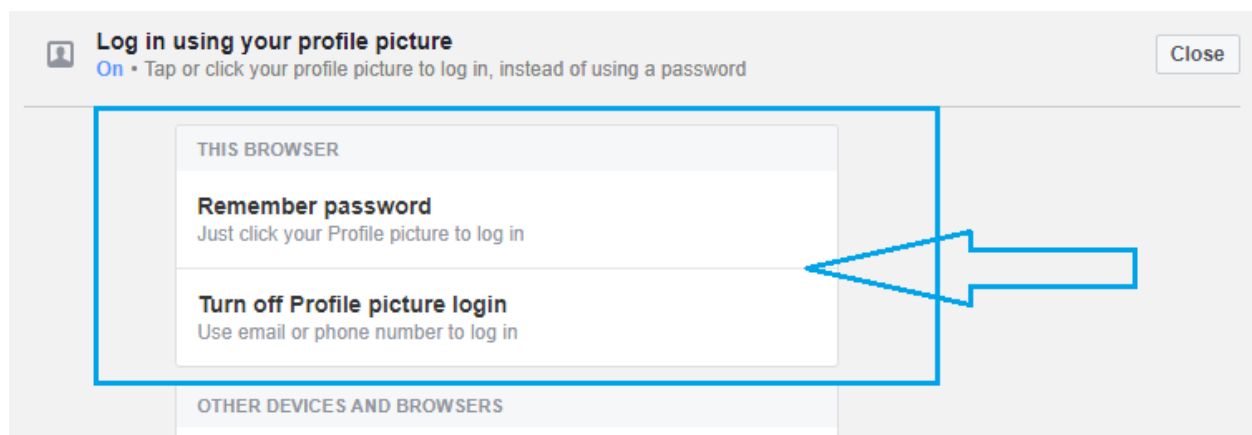 Log in using your profile picture
Close
On • Tap or click your profile picture to log in, instead of using a password
THIS BROWSER
Remember password
Just click your Profile picture to log in
Turn off Profile picture login
Use email or phone number to log in
OTHER DEVICES AND BROWSERS